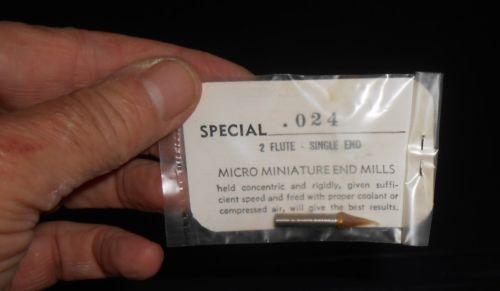 SPECIAL .024
2 FLUTE - SINGLE END
MICRO MINIATURE END MILLS
held concentric and rigidly, given suffi-
cient speed and fred with proper coolant or
compressed air, will give the best results.